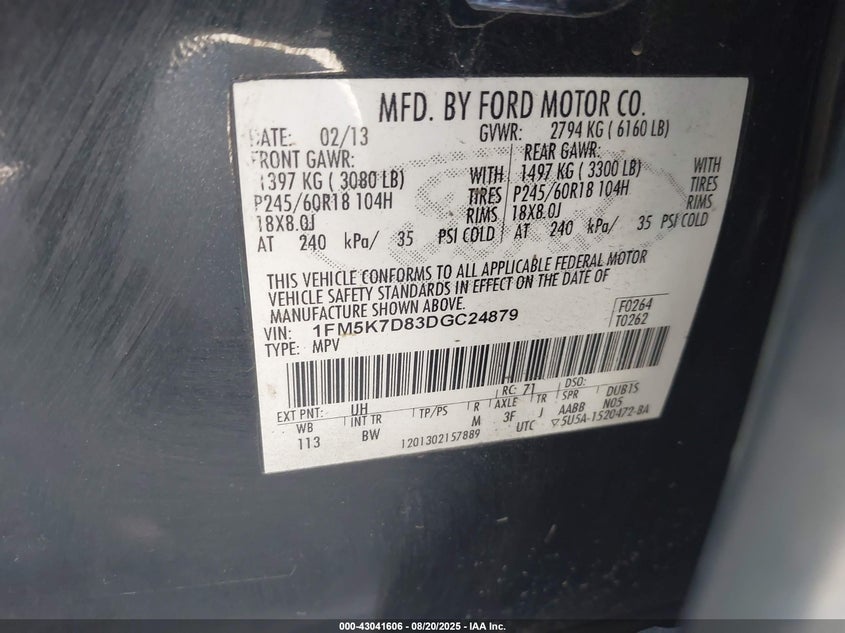 MFD. BY FORD MOTOR CO.
DATE: 02/13 GVWR: 2794 KG ( 6160 LB)
FRONT GAWR: REAR GAWR:
1397 KG ( 3080 LB) WITH 1497 KG ( 3300 LB) WITH
P245/60R18 104H TIRES P245/60R18 104H TIRES
18X8.0J RIMS 18X8.0J RIMS
AT 240 kPa/ 35 PSI COLD AT 240 kPa/ 35 PSI COLD
THIS VEHICLE CONFORMS TO ALL APPLICABLE FEDERAL MOTOR
VEHICLE SAFETY STANDARDS IN EFFECT ON THE DATE OF
MANUFACTURE SHOWN ABOVE.
VIN: 1FM5K7D83DGC24879 F0264
TYPE: MPV T0262
EXT PNT: UH RC: 71 DSO:
WB INT TR TP/PS R AXLE TR SPR DUBTS
113 BW M 3F J AABB N05
1201302157889 UTC ▽5U5A-1520472-BA
000-43041606 - 08/20/2025 - IAA Inc.